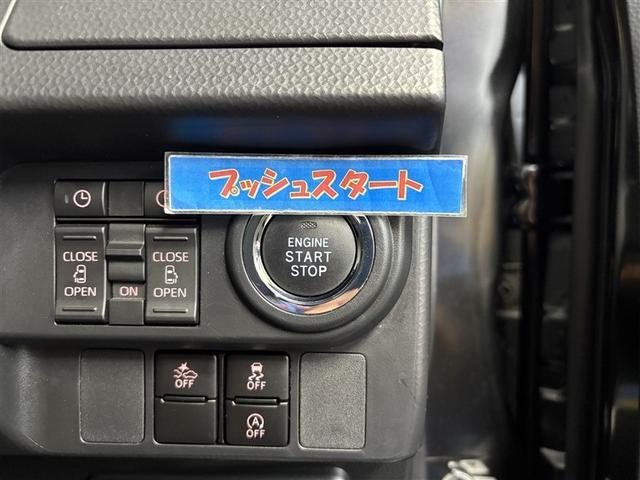 プッシュスタート
ENGINE
START
STOP
CLOSE
OPEN
ON
CLOSE
OPEN
OFF
OFF
A
OFF